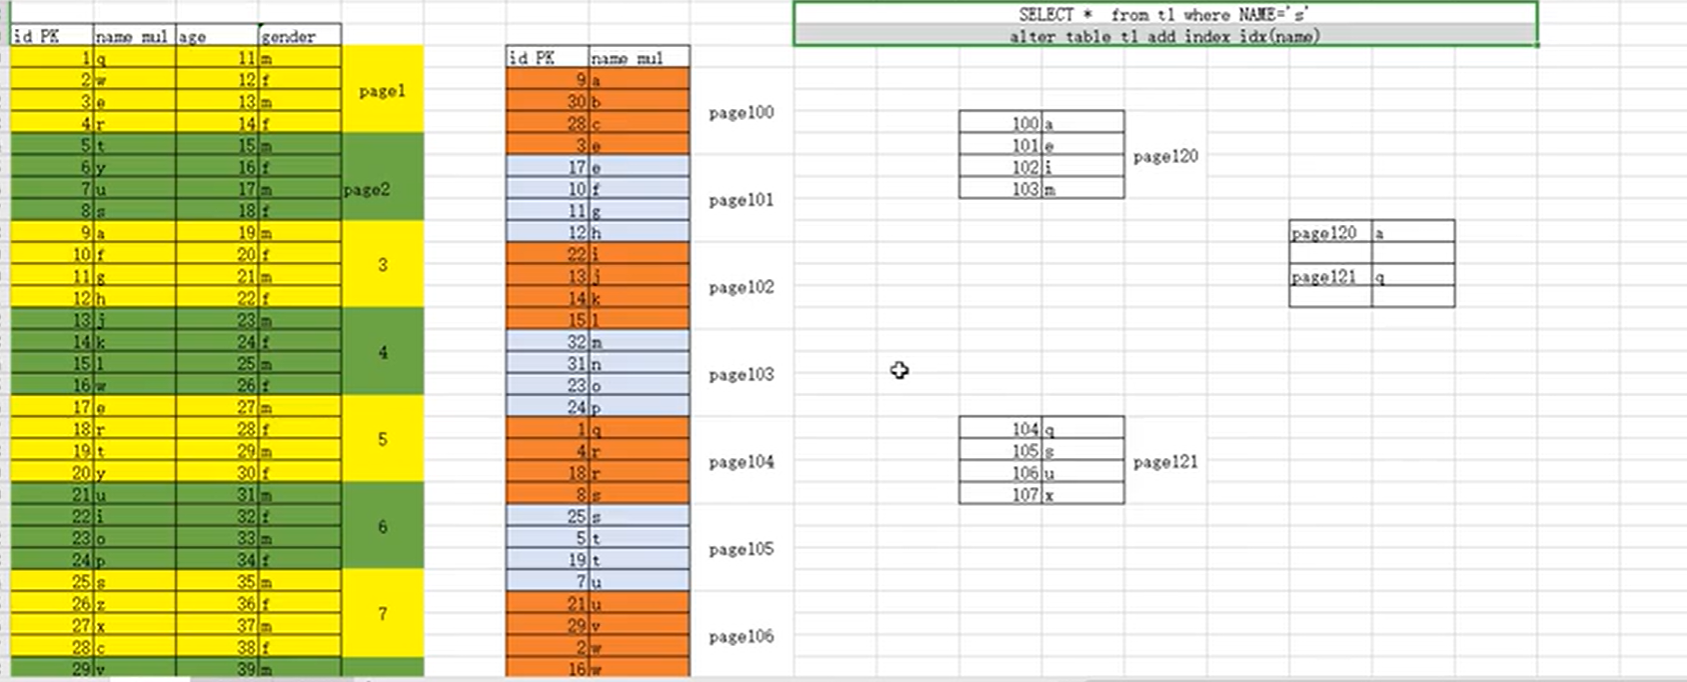 SELECT * from t1 where NAME='s'
alter table t1 add index idx(name)
id PK name mul age gender
1 q 11 m
2 w 12 f
3 e 13 m
4 r 14 f
page1
5 t 15 m
6 y 16 f
7 u 17 m
8 s 18 f
page2
9 a 19 m
10 f 20 f
11 g 21 m
12 h 22 f
3
13 j 23 m
14 k 24 f
15 l 25 m
16 w 26 f
4
17 e 27 m
18 r 28 f
19 t 29 m
20 y 30 f
5
21 u 31 m
22 i 32 f
23 o 33 m
24 p 34 f
6
25 s 35 m
26 z 36 f
27 x 37 m
28 c 38 f
7
29 v 39 m
id PK name mul
9 a
30 b
28 c
3 e
page100
17 e
10 f
11 g
12 h
page101
22 i
13 j
14 k
15 l
page102
32 m
31 n
23 o
24 p
page103
1 q
4 r
18 r
8 s
page104
25 s
5 t
19 t
7 u
page105
21 u
29 v
2 w
16 w
page106
100 a
101 e
102 i
103 m
page120
104 q
105 s
106 u
107 x
page121
page120 a
page121 q